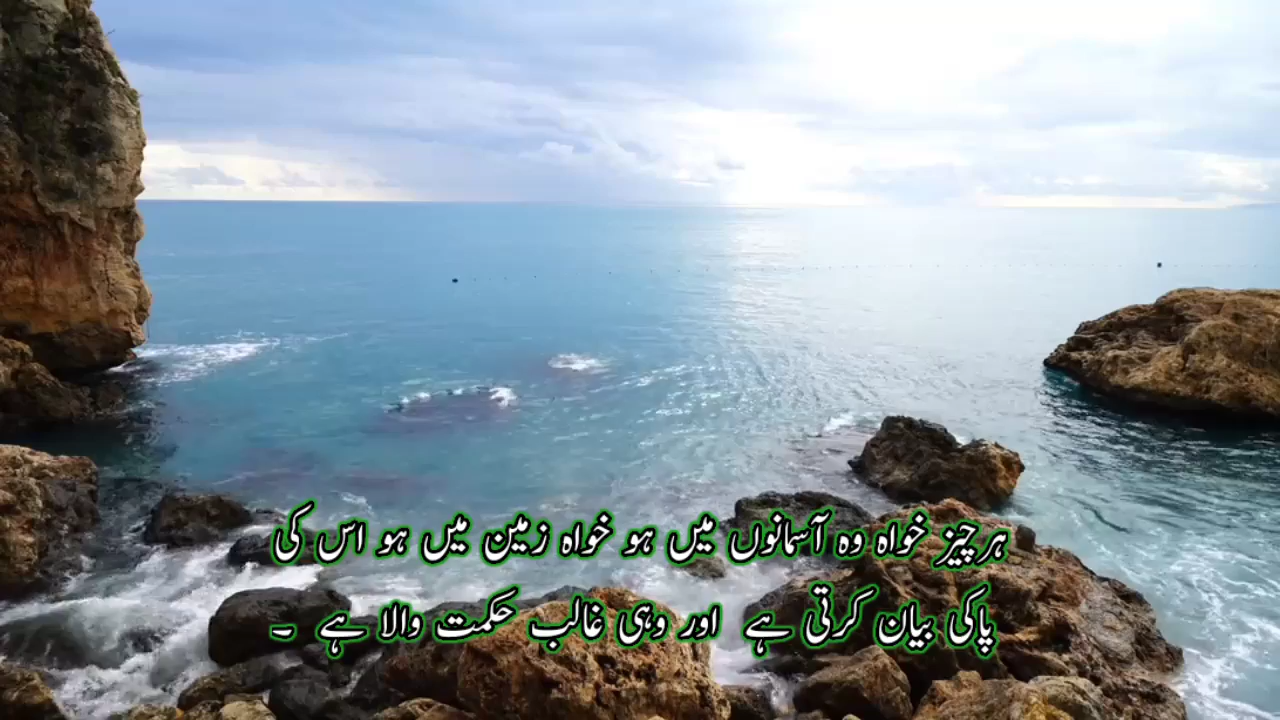 ہر چیز خواہ وہ آسمانوں میں ہو خواہ زمین میں ہو اس کی
پاکی بیان کرتی ہے اور وہی غالب حکمت والا ہے ۔